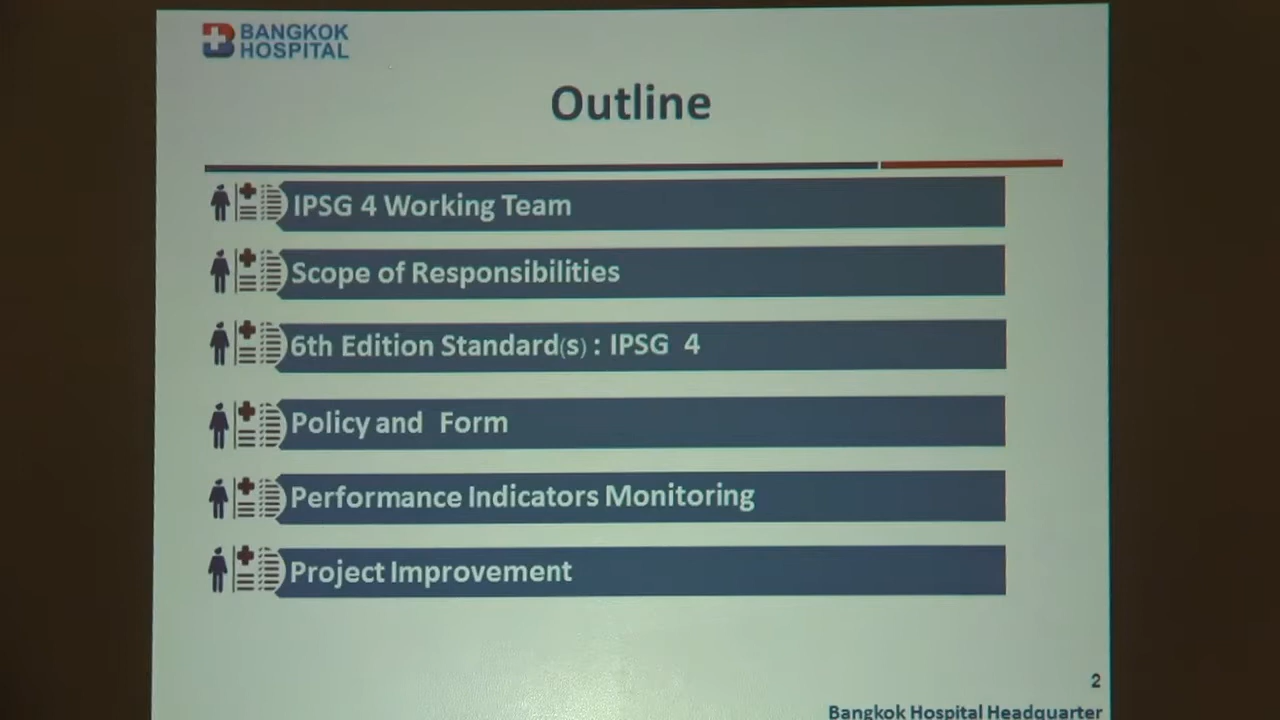 BANGKOK
HOSPITAL
Outline
IPSG 4 Working Team
Scope of Responsibilities
6th Edition Standard(s) : IPSG 4
Policy and Form
Performance Indicators Monitoring
Project Improvement
2
Bangkok Hospital Headquarter